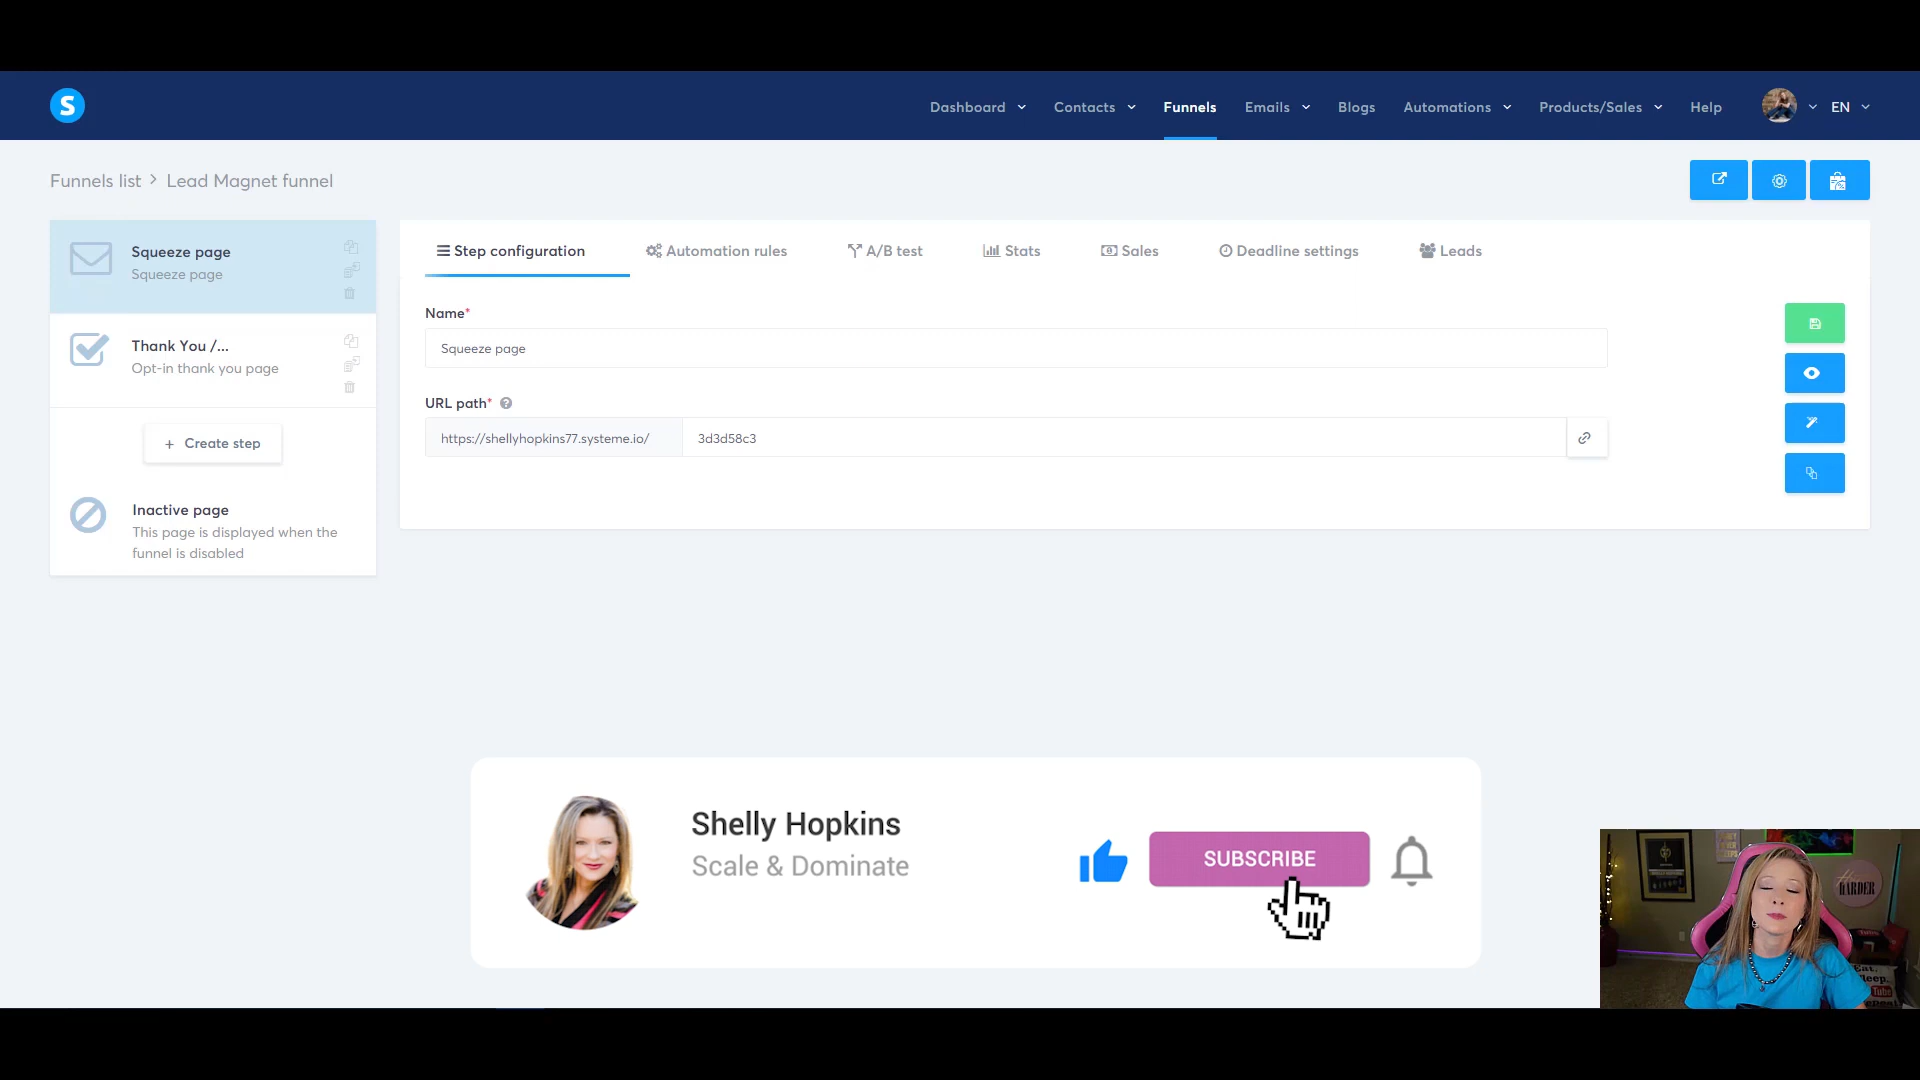 S
Dashboard
Contacts
Funnels
Emails
Blogs
Automations
Products/Sales
Help
EN
Funnels list > Lead Magnet funnel
Squeeze page
Squeeze page
Thank You /...
Opt-in thank you page
+ Create step
Inactive page
This page is displayed when the
funnel is disabled
Step configuration
Automation rules
A/B test
Stats
Sales
Deadline settings
Leads
Name*
Squeeze page
URL path* ?
https://shellyhopkins77.systeme.io/
3d3d58c3
Shelly Hopkins
Scale & Dominate
SUBSCRIBE
HARDER